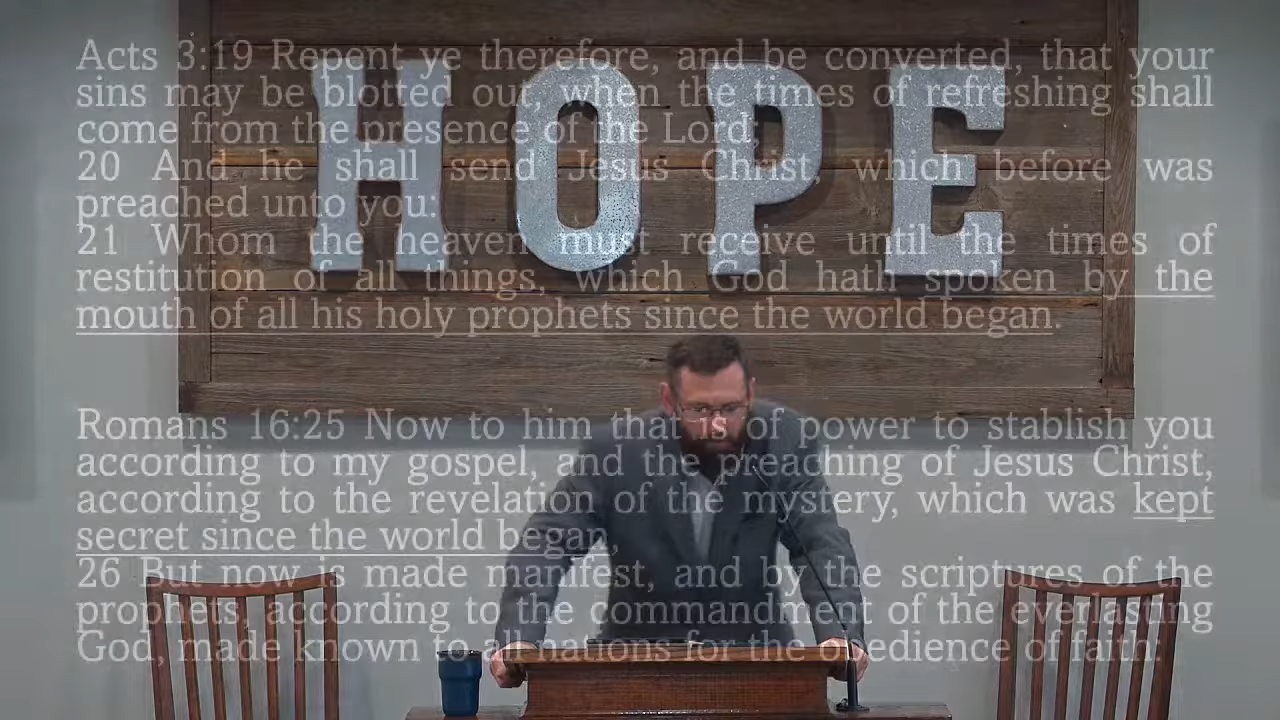 HOPE
Acts 3:19 Repent ye therefore, and be converted, that your
sins may be blotted out, when the times of refreshing shall
come from the presence of the Lord;
20 And he shall send Jesus Christ, which before was
preached unto you:
21 Whom the heaven must receive until the times of
restitution of all things, which God hath spoken by the
mouth of all his holy prophets since the world began.
Romans 16:25 Now to him that is of power to stablish you
according to my gospel, and the preaching of Jesus Christ,
according to the revelation of the mystery, which was kept
secret since the world began,
26 But now is made manifest, and by the scriptures of the
prophets, according to the commandment of the everlasting
God, made known to all nations for the obedience of faith: